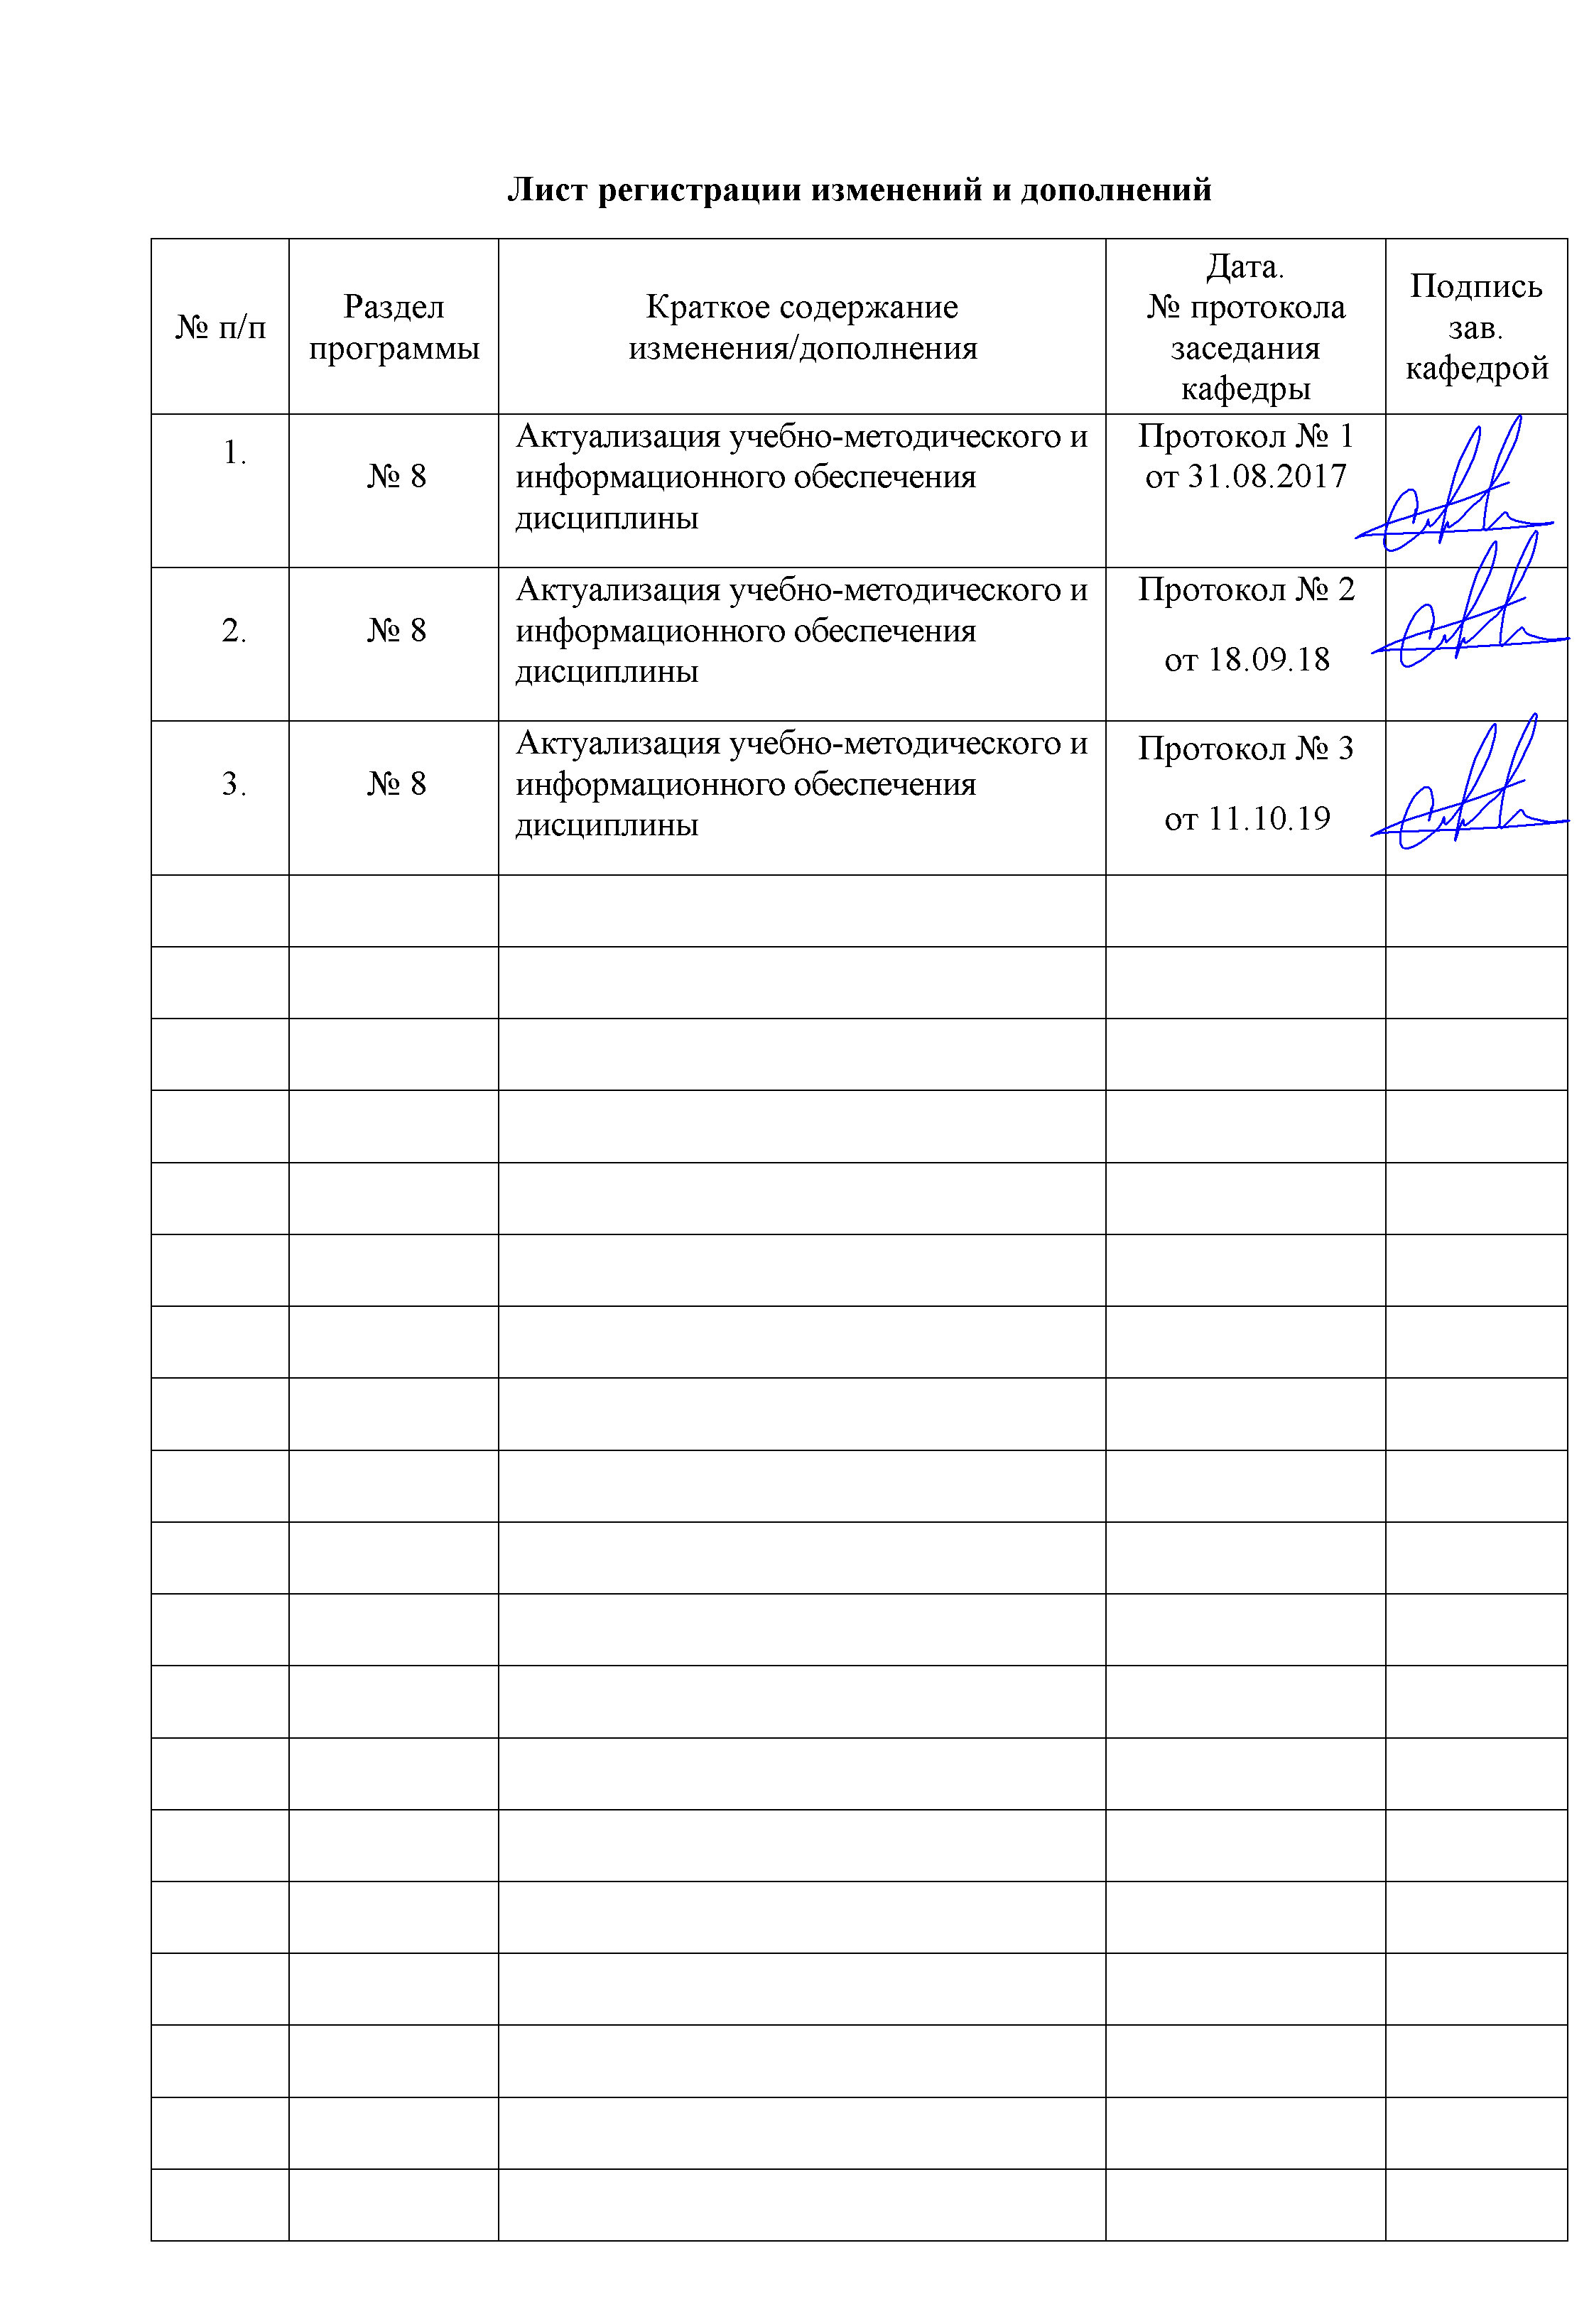 Лист регистрации изменений и дополнений
№ п/п
Раздел
программы
Краткое содержание
изменения/дополнения
Дата.
№ протокола
заседания
кафедры
Подпись
зав.
кафедрой
1.
№ 8
Актуализация учебно-методического и
информационного обеспечения
дисциплины
Протокол № 1
от 31.08.2017
2.
№ 8
Актуализация учебно-методического и
информационного обеспечения
дисциплины
Протокол № 2
от 18.09.18
3.
№ 8
Актуализация учебно-методического и
информационного обеспечения
дисциплины
Протокол № 3
от 11.10.19